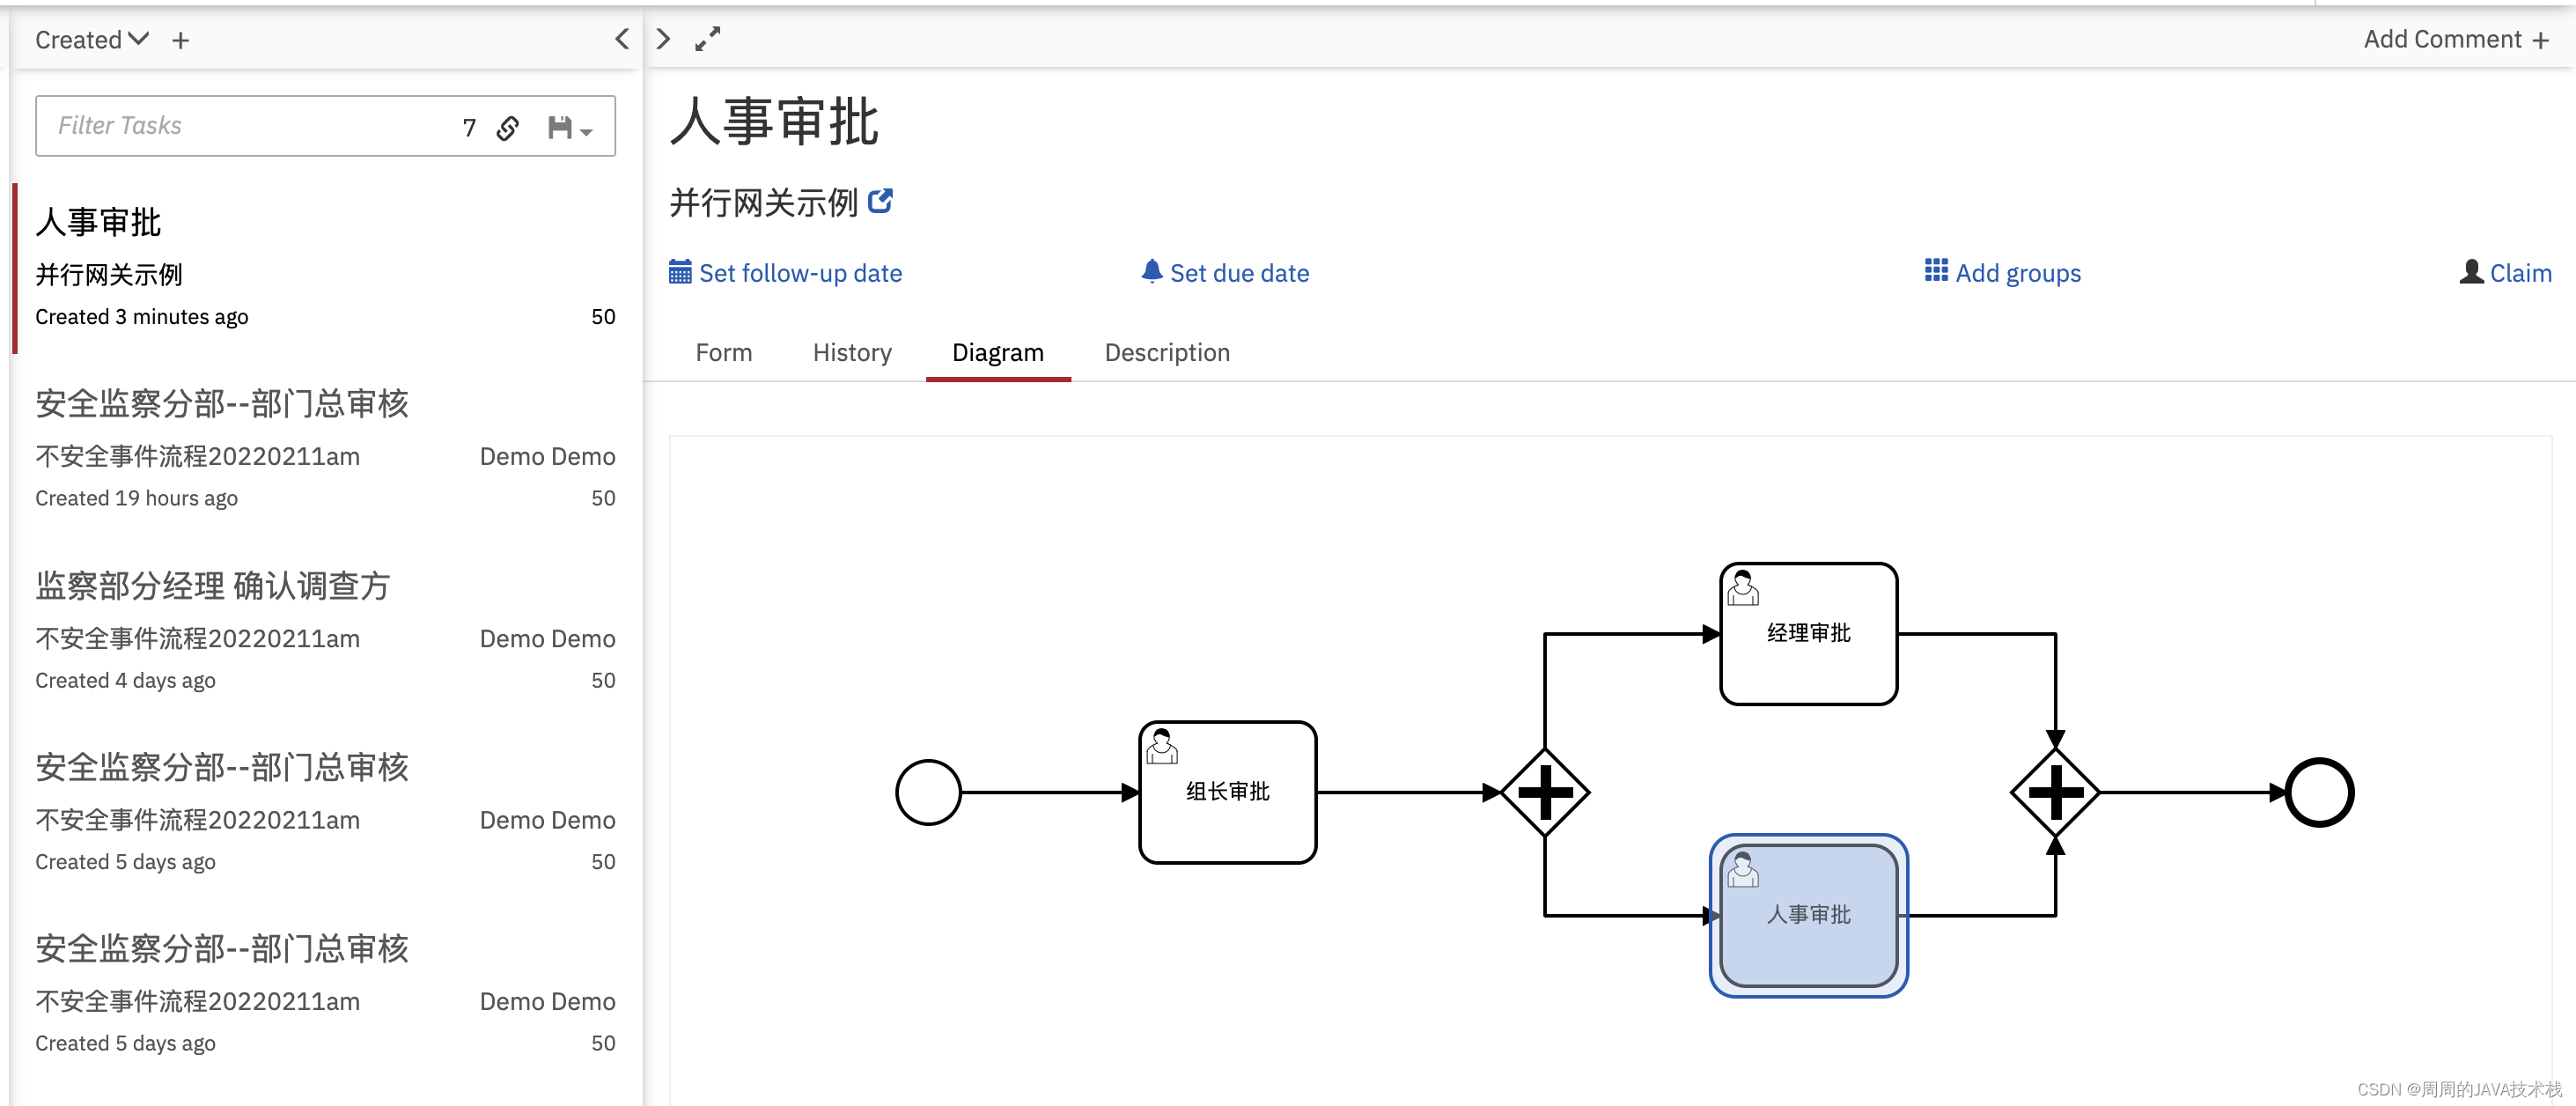 Created +
Add Comment +
Filter Tasks 7
人事审批
并行网关示例
Created 3 minutes ago 50
安全监察分部--部门总审核
不安全事件流程20220211am Demo Demo
Created 19 hours ago 50
监察部分经理 确认调查方
不安全事件流程20220211am Demo Demo
Created 4 days ago 50
安全监察分部--部门总审核
不安全事件流程20220211am Demo Demo
Created 5 days ago 50
安全监察分部--部门总审核
不安全事件流程20220211am Demo Demo
Created 5 days ago 50
人事审批
并行网关示例
Set follow-up date Set due date Add groups Claim
Form History Diagram Description
经理审批
组长审批
人事审批
CSDN @周周的JAVA技术栈